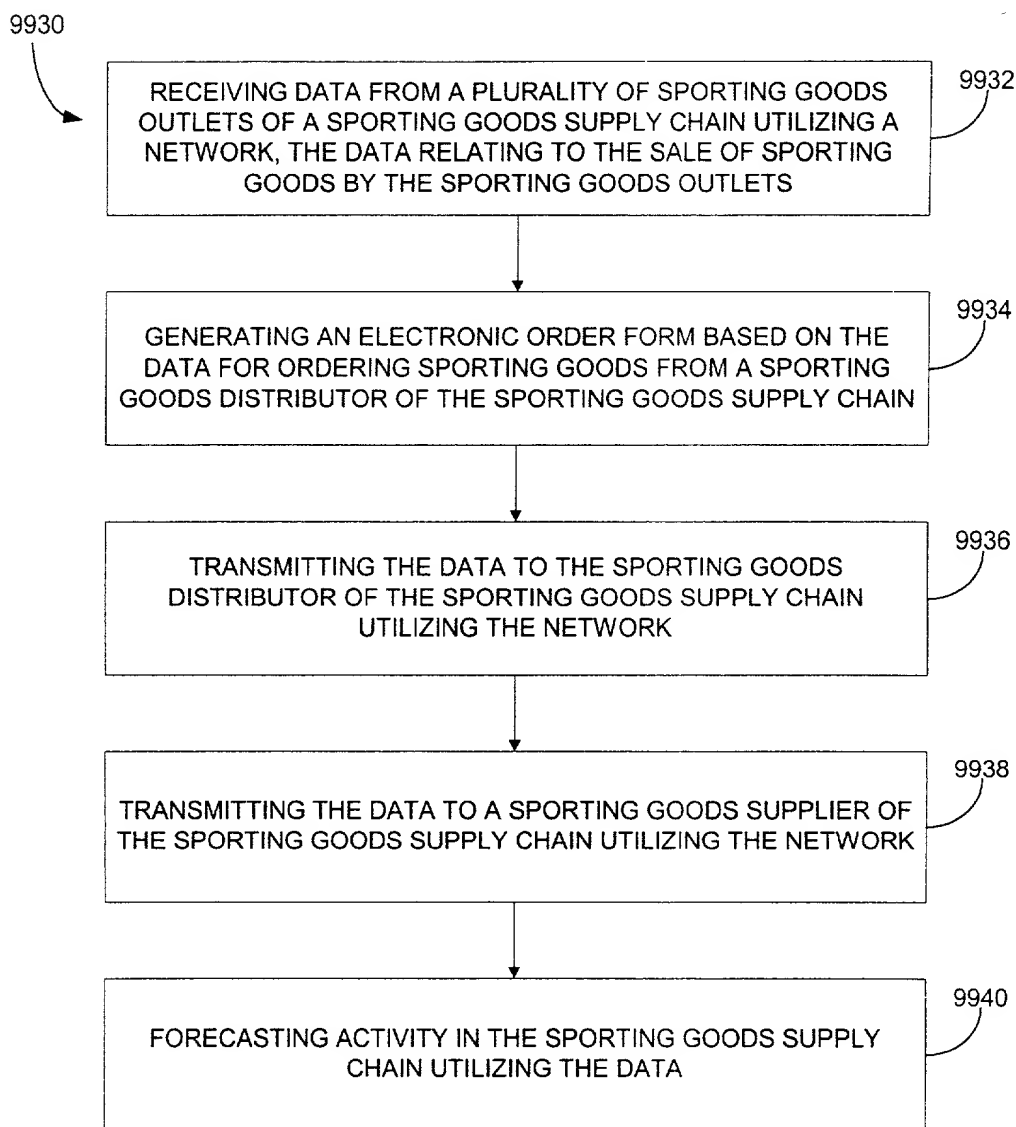 9930
9932
RECEIVING DATA FROM A PLURALITY OF SPORTING GOODS
OUTLETS OF A SPORTING GOODS SUPPLY CHAIN UTILIZING A
NETWORK, THE DATA RELATING TO THE SALE OF SPORTING
GOODS BY THE SPORTING GOODS OUTLETS
9934
GENERATING AN ELECTRONIC ORDER FORM BASED ON THE
DATA FOR ORDERING SPORTING GOODS FROM A SPORTING
GOODS DISTRIBUTOR OF THE SPORTING GOODS SUPPLY CHAIN
9936
TRANSMITTING THE DATA TO THE SPORTING GOODS
DISTRIBUTOR OF THE SPORTING GOODS SUPPLY CHAIN
UTILIZING THE NETWORK
9938
TRANSMITTING THE DATA TO A SPORTING GOODS SUPPLIER OF
THE SPORTING GOODS SUPPLY CHAIN UTILIZING THE NETWORK
9940
FORECASTING ACTIVITY IN THE SPORTING GOODS SUPPLY
CHAIN UTILIZING THE DATA